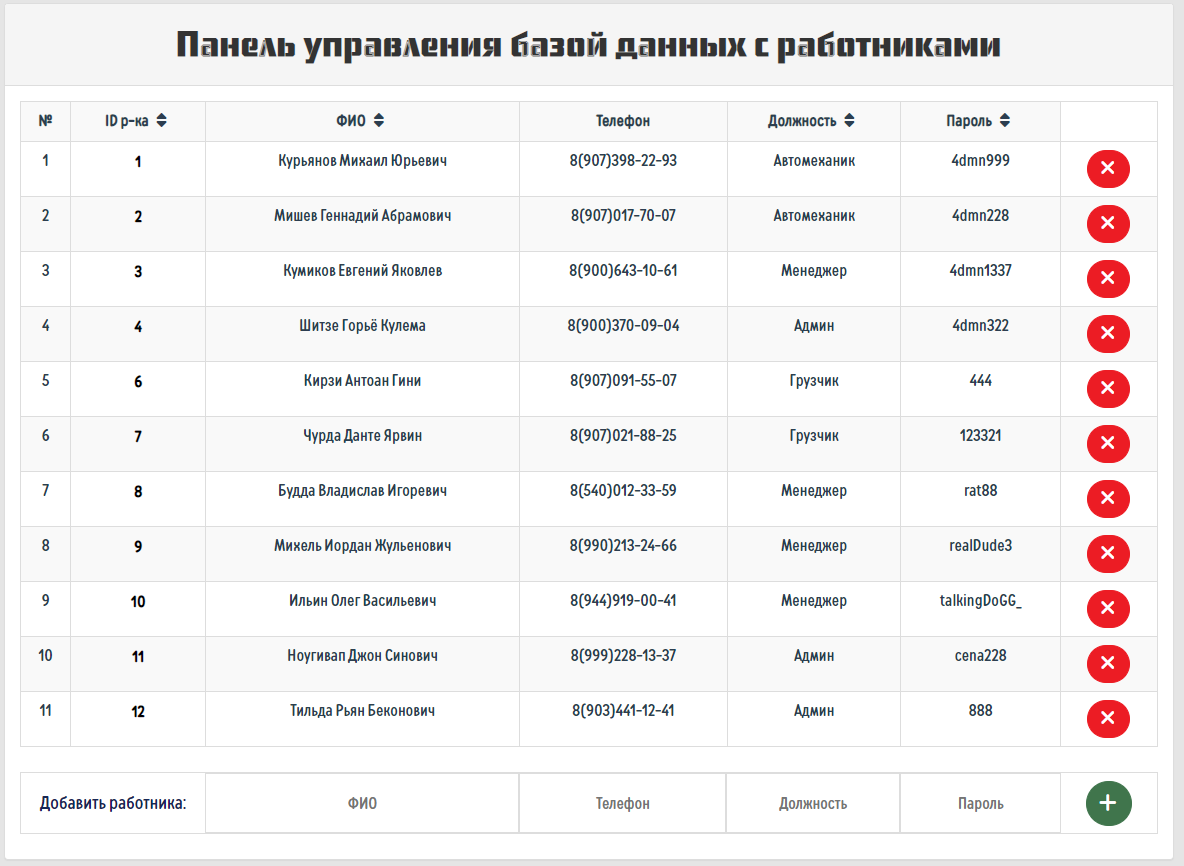 Панель управления базой данных с работниками
№ ID р-ка ФИО Телефон Должность Пароль
1 1 Курьянов Михаил Юрьевич 8(907)398-22-93 Автомеханик 4dmn999
2 2 Мишев Геннадий Абрамович 8(907)017-70-07 Автомеханик 4dmn228
3 3 Кумиков Евгений Яковлев 8(900)643-10-61 Менеджер 4dmn1337
4 4 Шитзе Горьё Кулема 8(900)370-09-04 Админ 4dmn322
5 6 Кирзи Антоан Гини 8(907)091-55-07 Грузчик 444
6 7 Чурда Данте Ярвин 8(907)021-88-25 Грузчик 123321
7 8 Будда Владислав Игоревич 8(540)012-33-59 Менеджер rat88
8 9 Михель Иордан Жульенович 8(990)213-24-66 Менеджер realDude3
9 10 Ильин Олег Васильевич 8(944)919-00-41 Менеджер talkingDoGG_
10 11 Ноугивап Джон Синович 8(999)228-13-37 Админ cena228
11 12 Тильда Рьян Беконович 8(903)441-12-41 Админ 888
Добавить работника: ФИО Телефон Должность Пароль